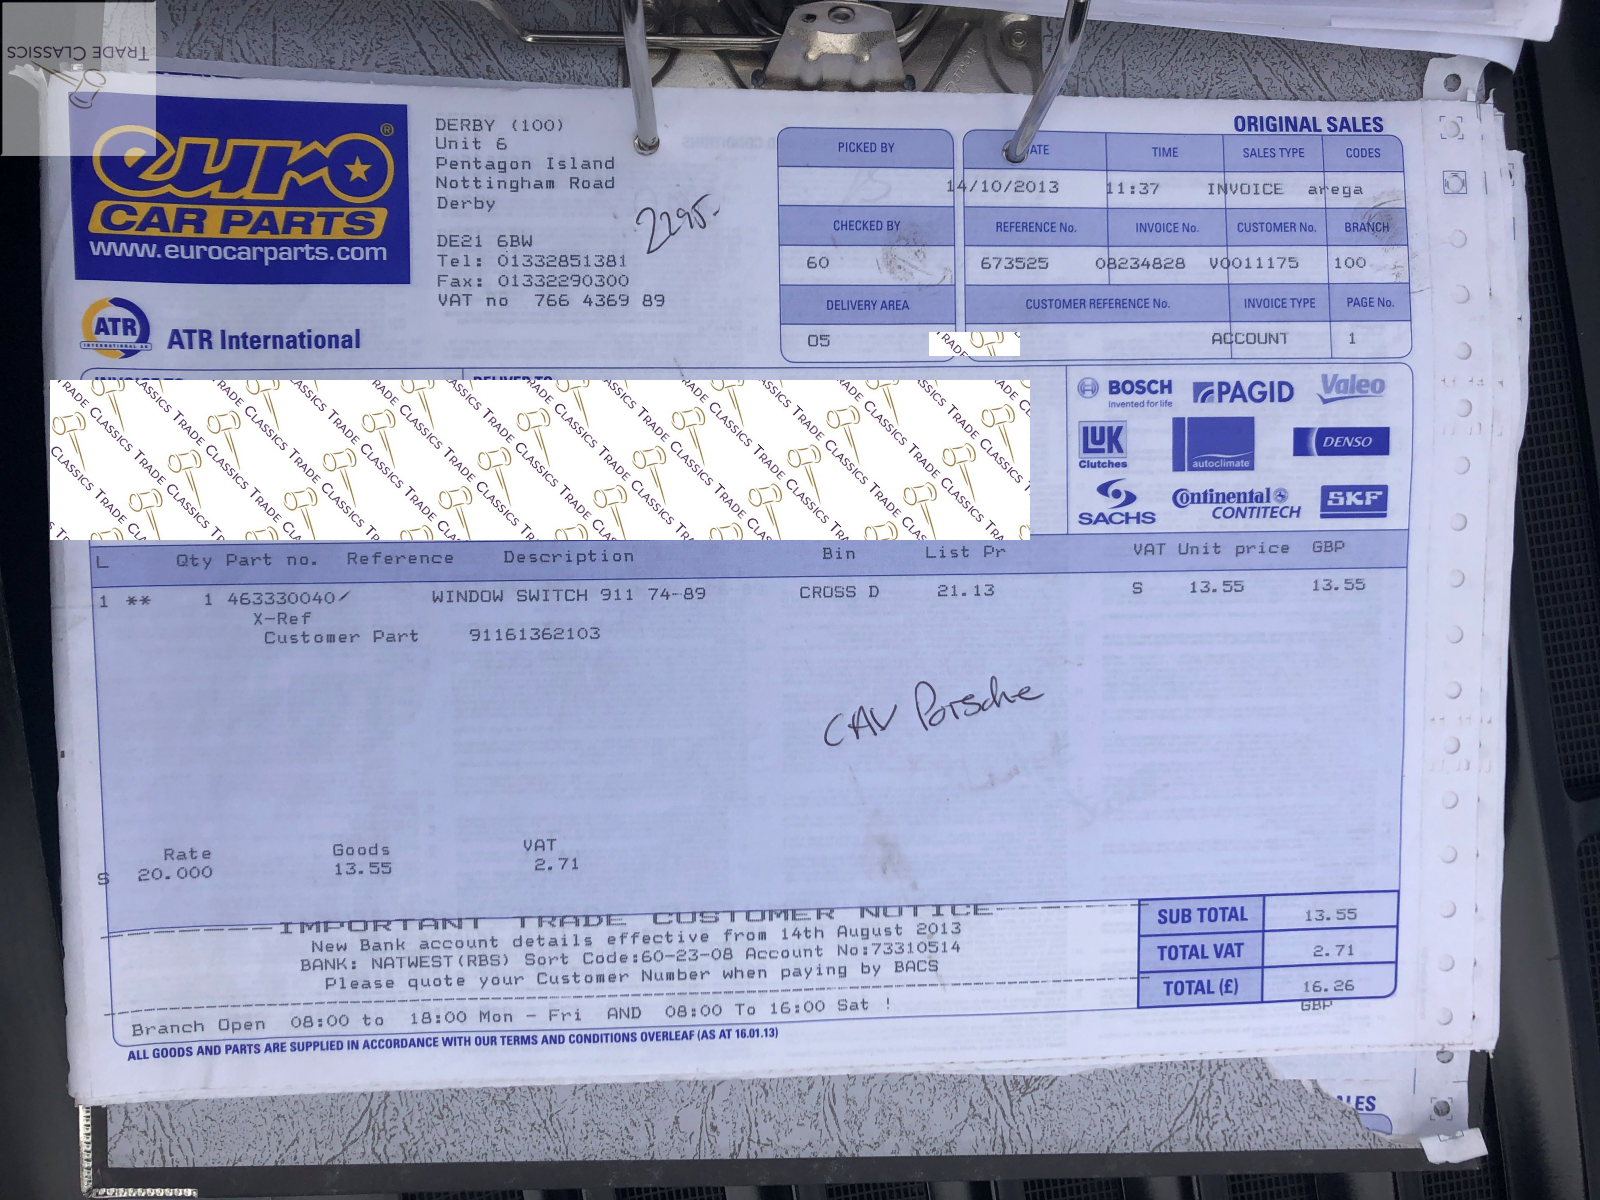 TRADE CLASSICS
euro®
CAR PARTS
www.eurocarparts.com
ATR
ATR International
DERBY (100)
Unit 6
Pentagon Island
Nottingham Road
Derby
DE21 6BW
Tel: 01332851381
Fax: 01332290300
VAT no 766 4369 89
2295.
ORIGINAL SALES
PICKED BY
CHECKED BY
60
DELIVERY AREA
05
ATE TIME SALES TYPE CODES
14/10/2013 11:37 INVOICE arega
REFERENCE No. INVOICE No. CUSTOMER No. BRANCH
673525 08234828 V0011175 100
CUSTOMER REFERENCE No. INVOICE TYPE PAGE No.
ACCOUNT 1
BOSCH PAGID Valeo
Invented for life
LUK autoclimate DENSO
Clutches
SACHS Continental CONTITECH SKF
L Qty Part no. Reference Description Bin List Pr VAT Unit price GBP
1 ** 1 463330040/ WINDOW SWITCH 911 74-89 CROSS D 21.13 S 13.55 13.55
X-Ref
Customer Part 91161362103
CAV Porsche
Rate Goods VAT
S 20.000 13.55 2.71
IMPORTANT TRADE CUSTOMER NOTICE
New Bank account details effective from 14th August 2013
BANK: NATWEST(RBS) Sort Code:60-23-08 Account No:73310514
Please quote your Customer Number when paying by BACS
Branch Open 08:00 to 18:00 Mon - Fri AND 08:00 To 16:00 Sat !
SUB TOTAL 13.55
TOTAL VAT 2.71
TOTAL (£) 16.26
GBP
ALL GOODS AND PARTS ARE SUPPLIED IN ACCORDANCE WITH OUR TERMS AND CONDITIONS OVERLEAF (AS AT 16.01.13)
ALES